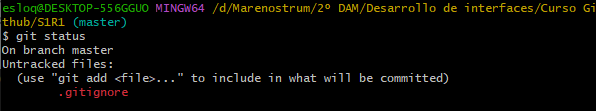 esloq@DESKTOP-556GGUO MINGW64 /d/Marenostrum/2º DAM/Desarrollo de interfaces/Curso Gi
thub/S1R1 (master)
$ git status
On branch master
Untracked files:
  (use "git add <file>..." to include in what will be committed)
        .gitignore